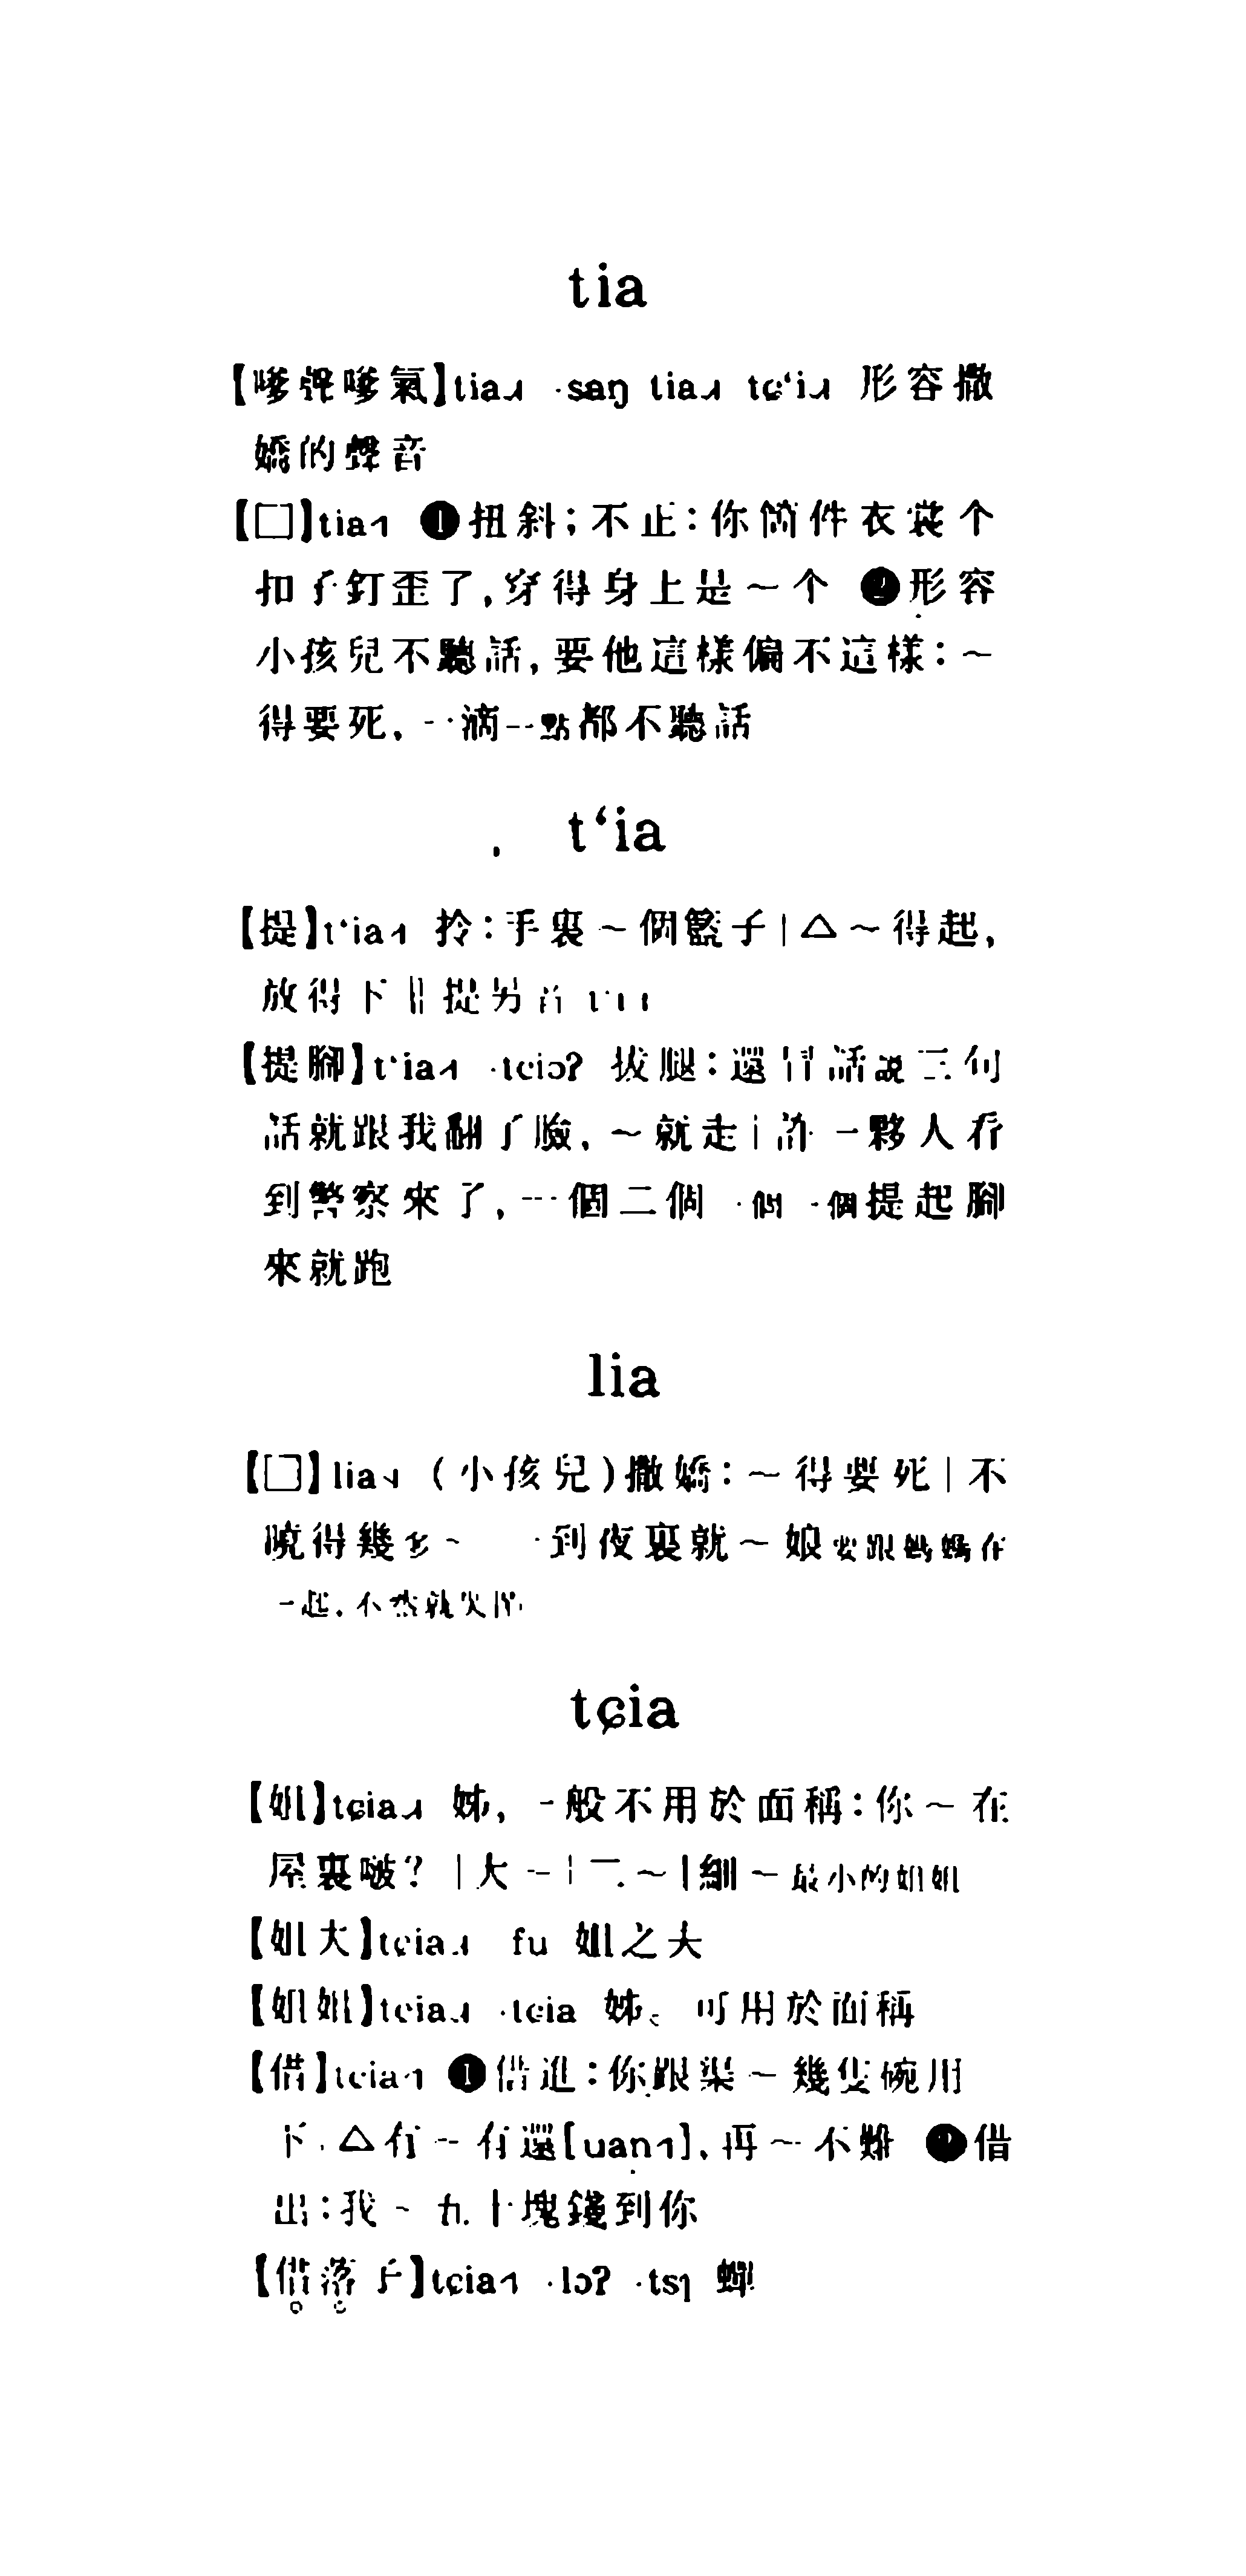 tia
【嗲聲嗲氣】tia˩ ·saŋ tia˩ tɕ‘i˩ 形容撒
嬌的聲音
【□】tia˥ ❶扭斜；不正：你箇件衣裳个
扣子釘歪了，穿得身上是～个 ❷形容
小孩兒不聽話，要他這樣偏不這樣：～
得要死，一滴一點都不聽話
t‘ia
【提】t‘ia˥ 拎：手裏～個籃子｜△～得起，
放得下‖提另音
【提腳】t‘ia˥ ·tɕiɔʔ 拔腿：還冇話説三句
話就跟我翻了臉，～就走｜許一夥人看
到警察來了，一個二個一個一個提起腳
來就跑
lia
【□】lia˧ （小孩兒）撒嬌：～得要死｜不
曉得幾多～ 到夜裏就～娘要跟媽媽在
一起，不然就哭鬧
tɕia
【姐】tɕia˩ 姊，一般不用於面稱：你～在
屋裏啵？｜大～｜二～｜細～最小的姐姐
【姐夫】tɕia˩ fu 姐之夫
【姐姐】tɕia˩ ·tɕia 姊，可用於面稱
【借】tɕia˥ ❶借進：你跟渠～幾隻碗用
下｜△有～有還[uan˥]，再～不難 ❷借
出：我～九十塊錢到你
【借落子】tɕia˥ ·lɔʔ ·tsɿ 蟬